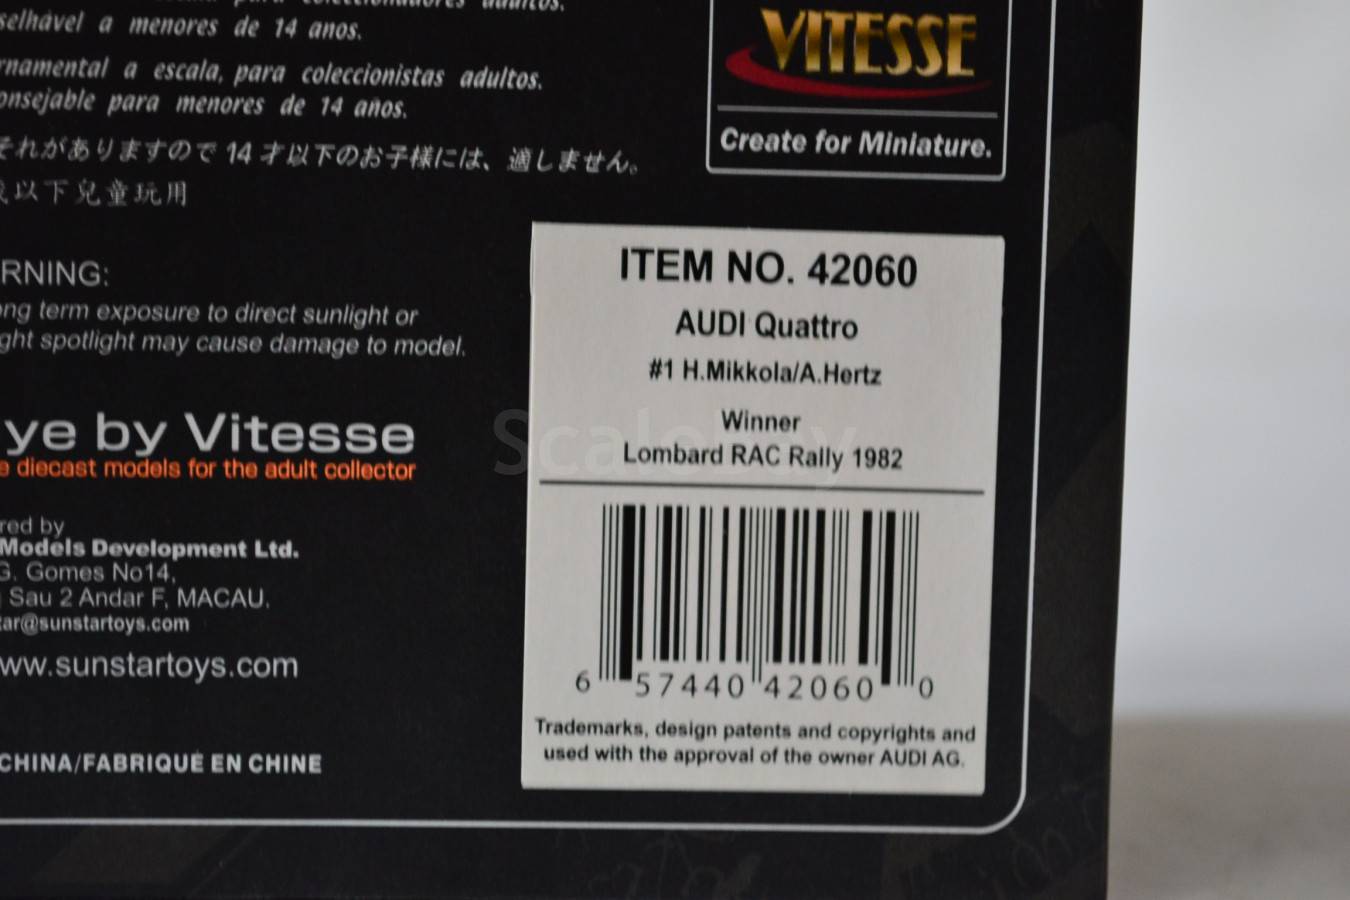 coleccionadores adultos.
selhável a menores de 14 anos.
rnamental a escala, para coleccionistas adultos.
onsejable para menores de 14 anos.
それがありますので 14 才以下のお子様には、適しません。
以下兒童玩用
VITESSE
Create for Miniature.
RNING:
ong term exposure to direct sunlight or
ght spotlight may cause damage to model.
ye by Vitesse
e diecast models for the adult collector
red by
Models Development Ltd.
G. Gomes No14,
Sau 2 Andar F, MACAU.
ar@sunstartoys.com
ww.sunstartoys.com
CHINA/FABRIQUÉ EN CHINE
ITEM NO. 42060
AUDI Quattro
#1 H.Mikkola/A.Hertz
Winner
Lombard RAC Rally 1982
6 57440 42060 0
Trademarks, design patents and copyrights and
used with the approval of the owner AUDI AG.